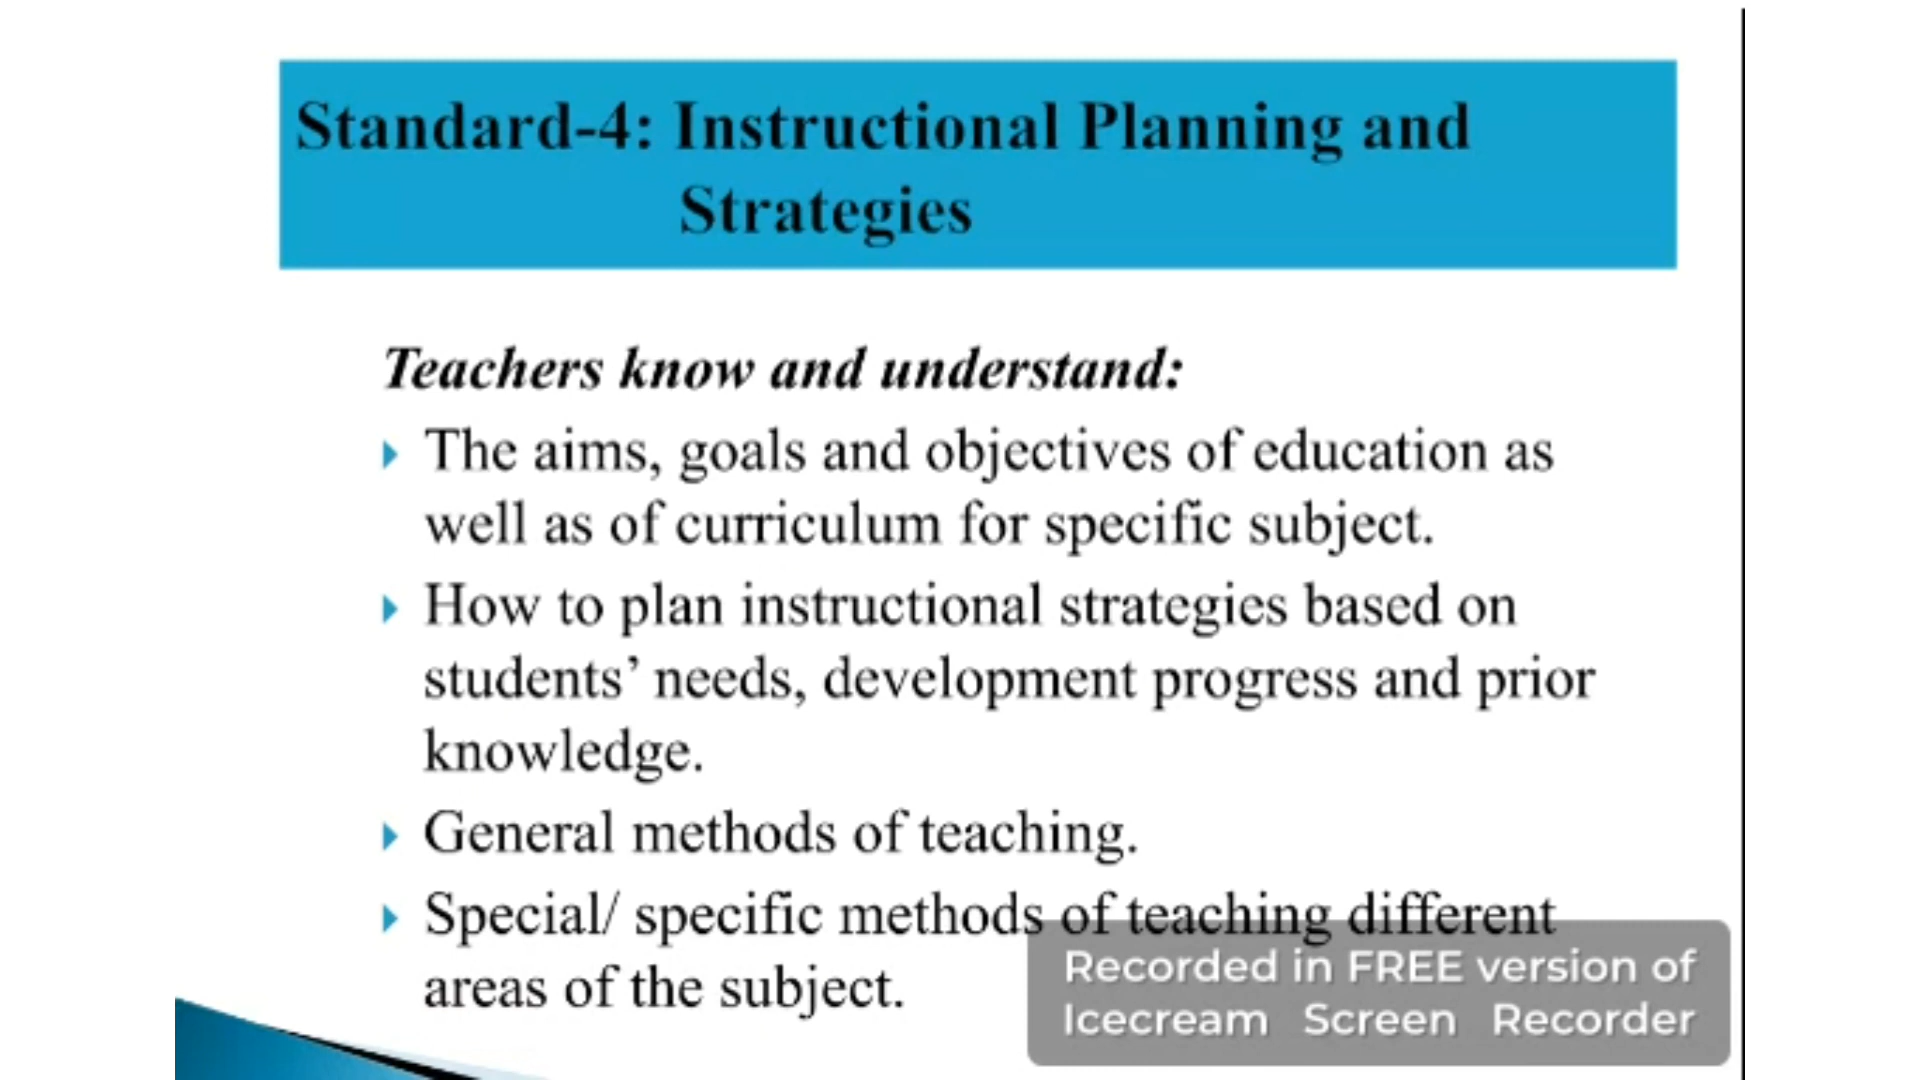 Standard-4: Instructional Planning and
Strategies
Teachers know and understand:
The aims, goals and objectives of education as
well as of curriculum for specific subject.
How to plan instructional strategies based on
students’ needs, development progress and prior
knowledge.
General methods of teaching.
Special/ specific methods of teaching different
areas of the subject.
Recorded in FREE version of
Icecream Screen Recorder